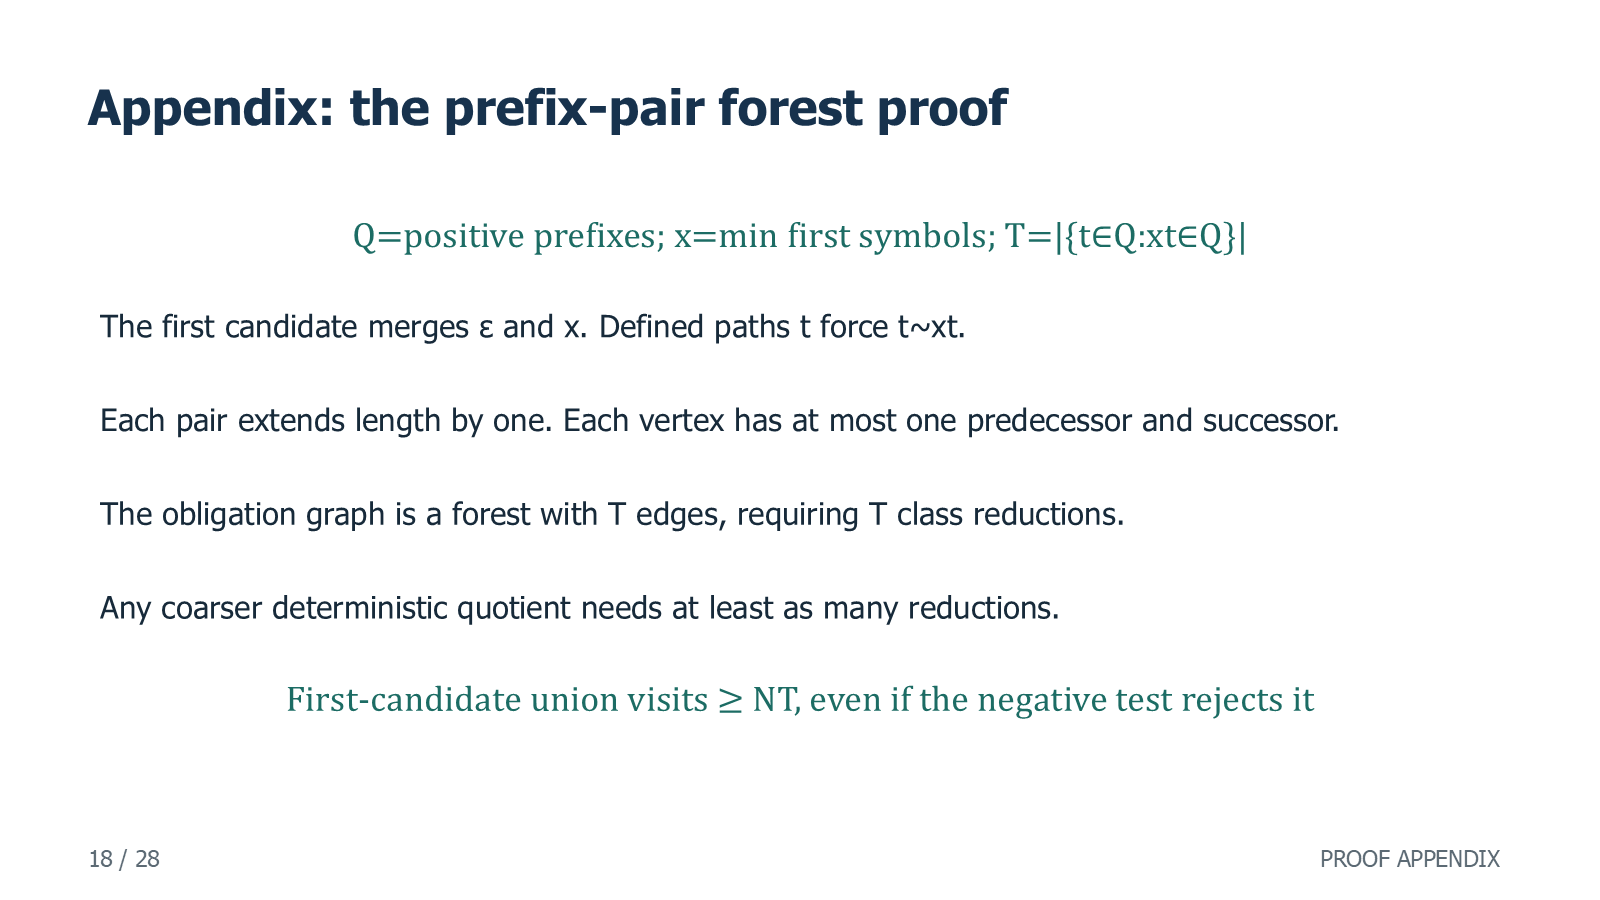 Appendix: the prefix-pair forest proof
Q=positive prefixes; x=min first symbols; T=|{t∈Q:xt∈Q}|
The first candidate merges ε and x. Defined paths t force t~xt.
Each pair extends length by one. Each vertex has at most one predecessor and successor.
The obligation graph is a forest with T edges, requiring T class reductions.
Any coarser deterministic quotient needs at least as many reductions.
First-candidate union visits ≥ NT, even if the negative test rejects it
18 / 28
PROOF APPENDIX